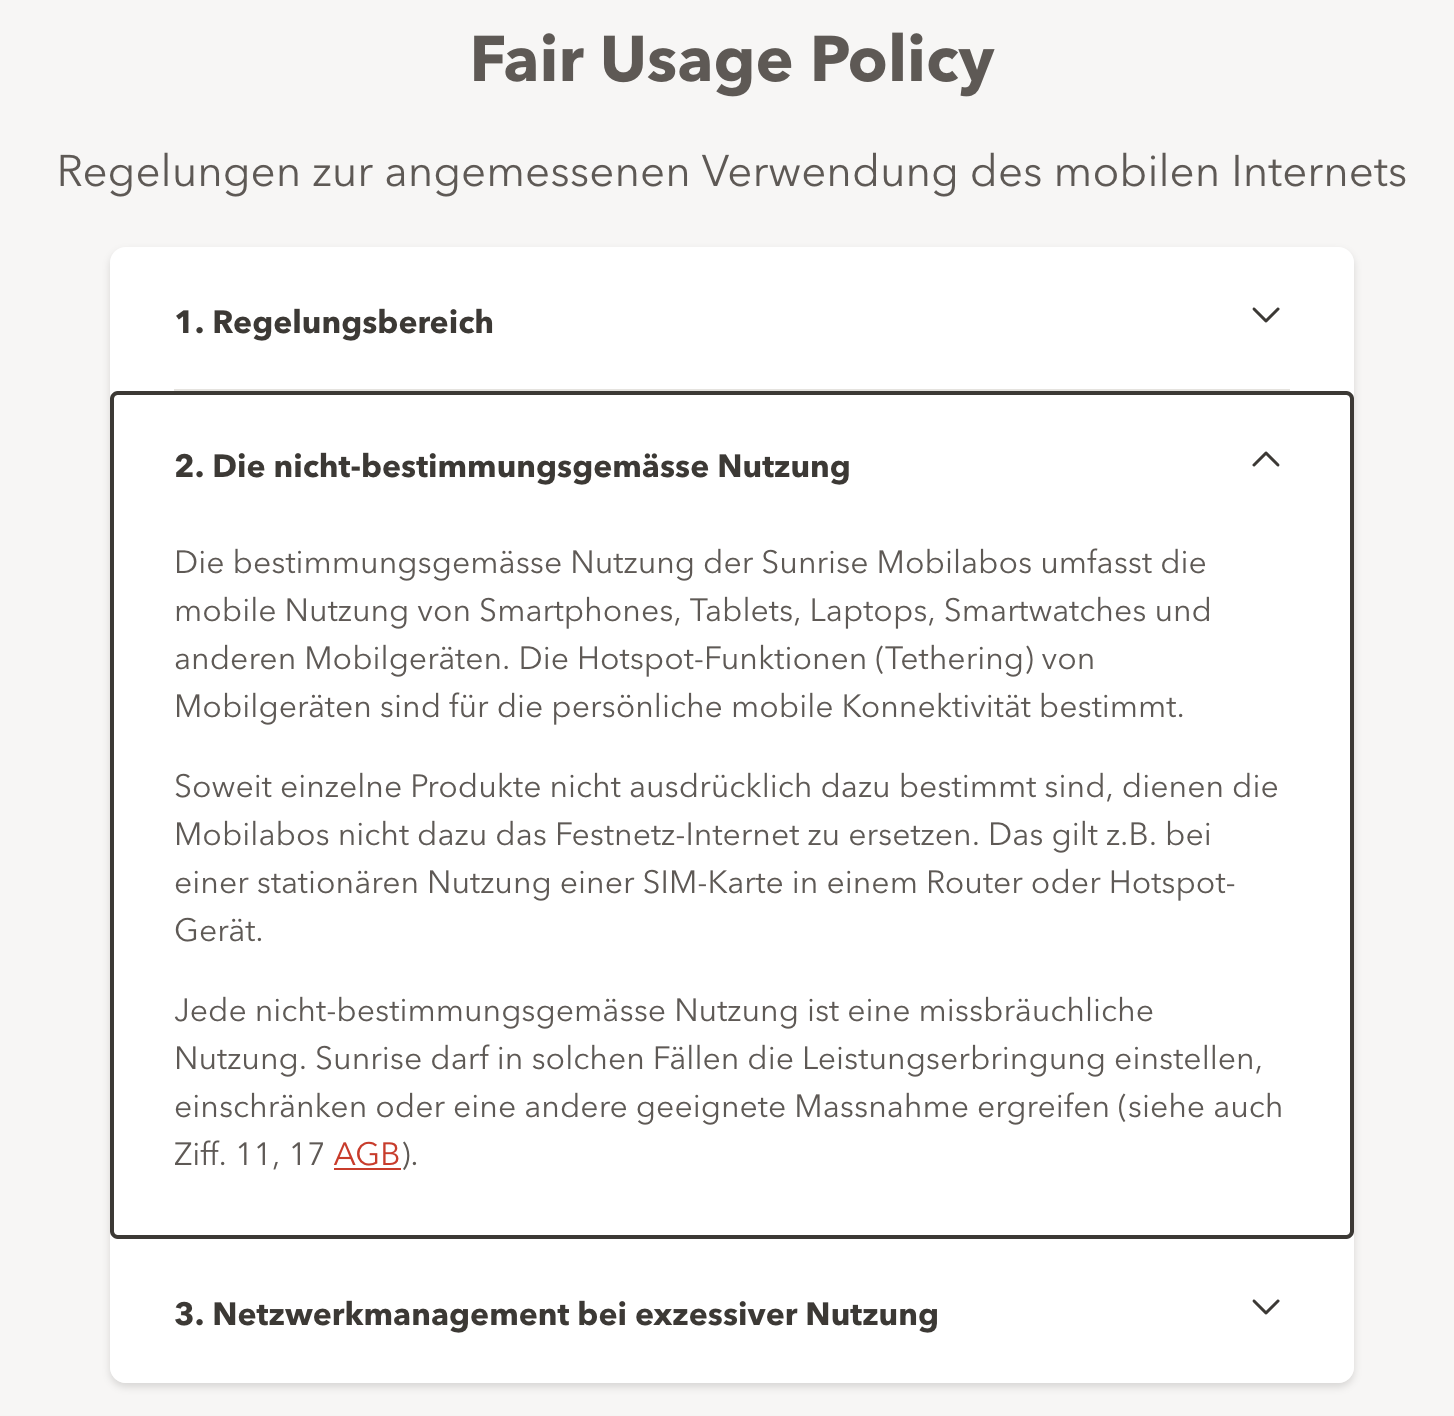 Fair Usage Policy
Regelungen zur angemessenen Verwendung des mobilen Internets
1. Regelungsbereich
2. Die nicht-bestimmungsgemässe Nutzung
Die bestimmungsgemässe Nutzung der Sunrise Mobilabos umfasst die
mobile Nutzung von Smartphones, Tablets, Laptops, Smartwatches und
anderen Mobilgeräten. Die Hotspot-Funktionen (Tethering) von
Mobilgeräten sind für die persönliche mobile Konnektivität bestimmt.
Soweit einzelne Produkte nicht ausdrücklich dazu bestimmt sind, dienen die
Mobilabos nicht dazu das Festnetz-Internet zu ersetzen. Das gilt z.B. bei
einer stationären Nutzung einer SIM-Karte in einem Router oder Hotspot-
Gerät.
Jede nicht-bestimmungsgemässe Nutzung ist eine missbräuchliche
Nutzung. Sunrise darf in solchen Fällen die Leistungserbringung einstellen,
einschränken oder eine andere geeignete Massnahme ergreifen (siehe auch
Ziff. 11, 17 AGB).
3. Netzwerkmanagement bei exzessiver Nutzung